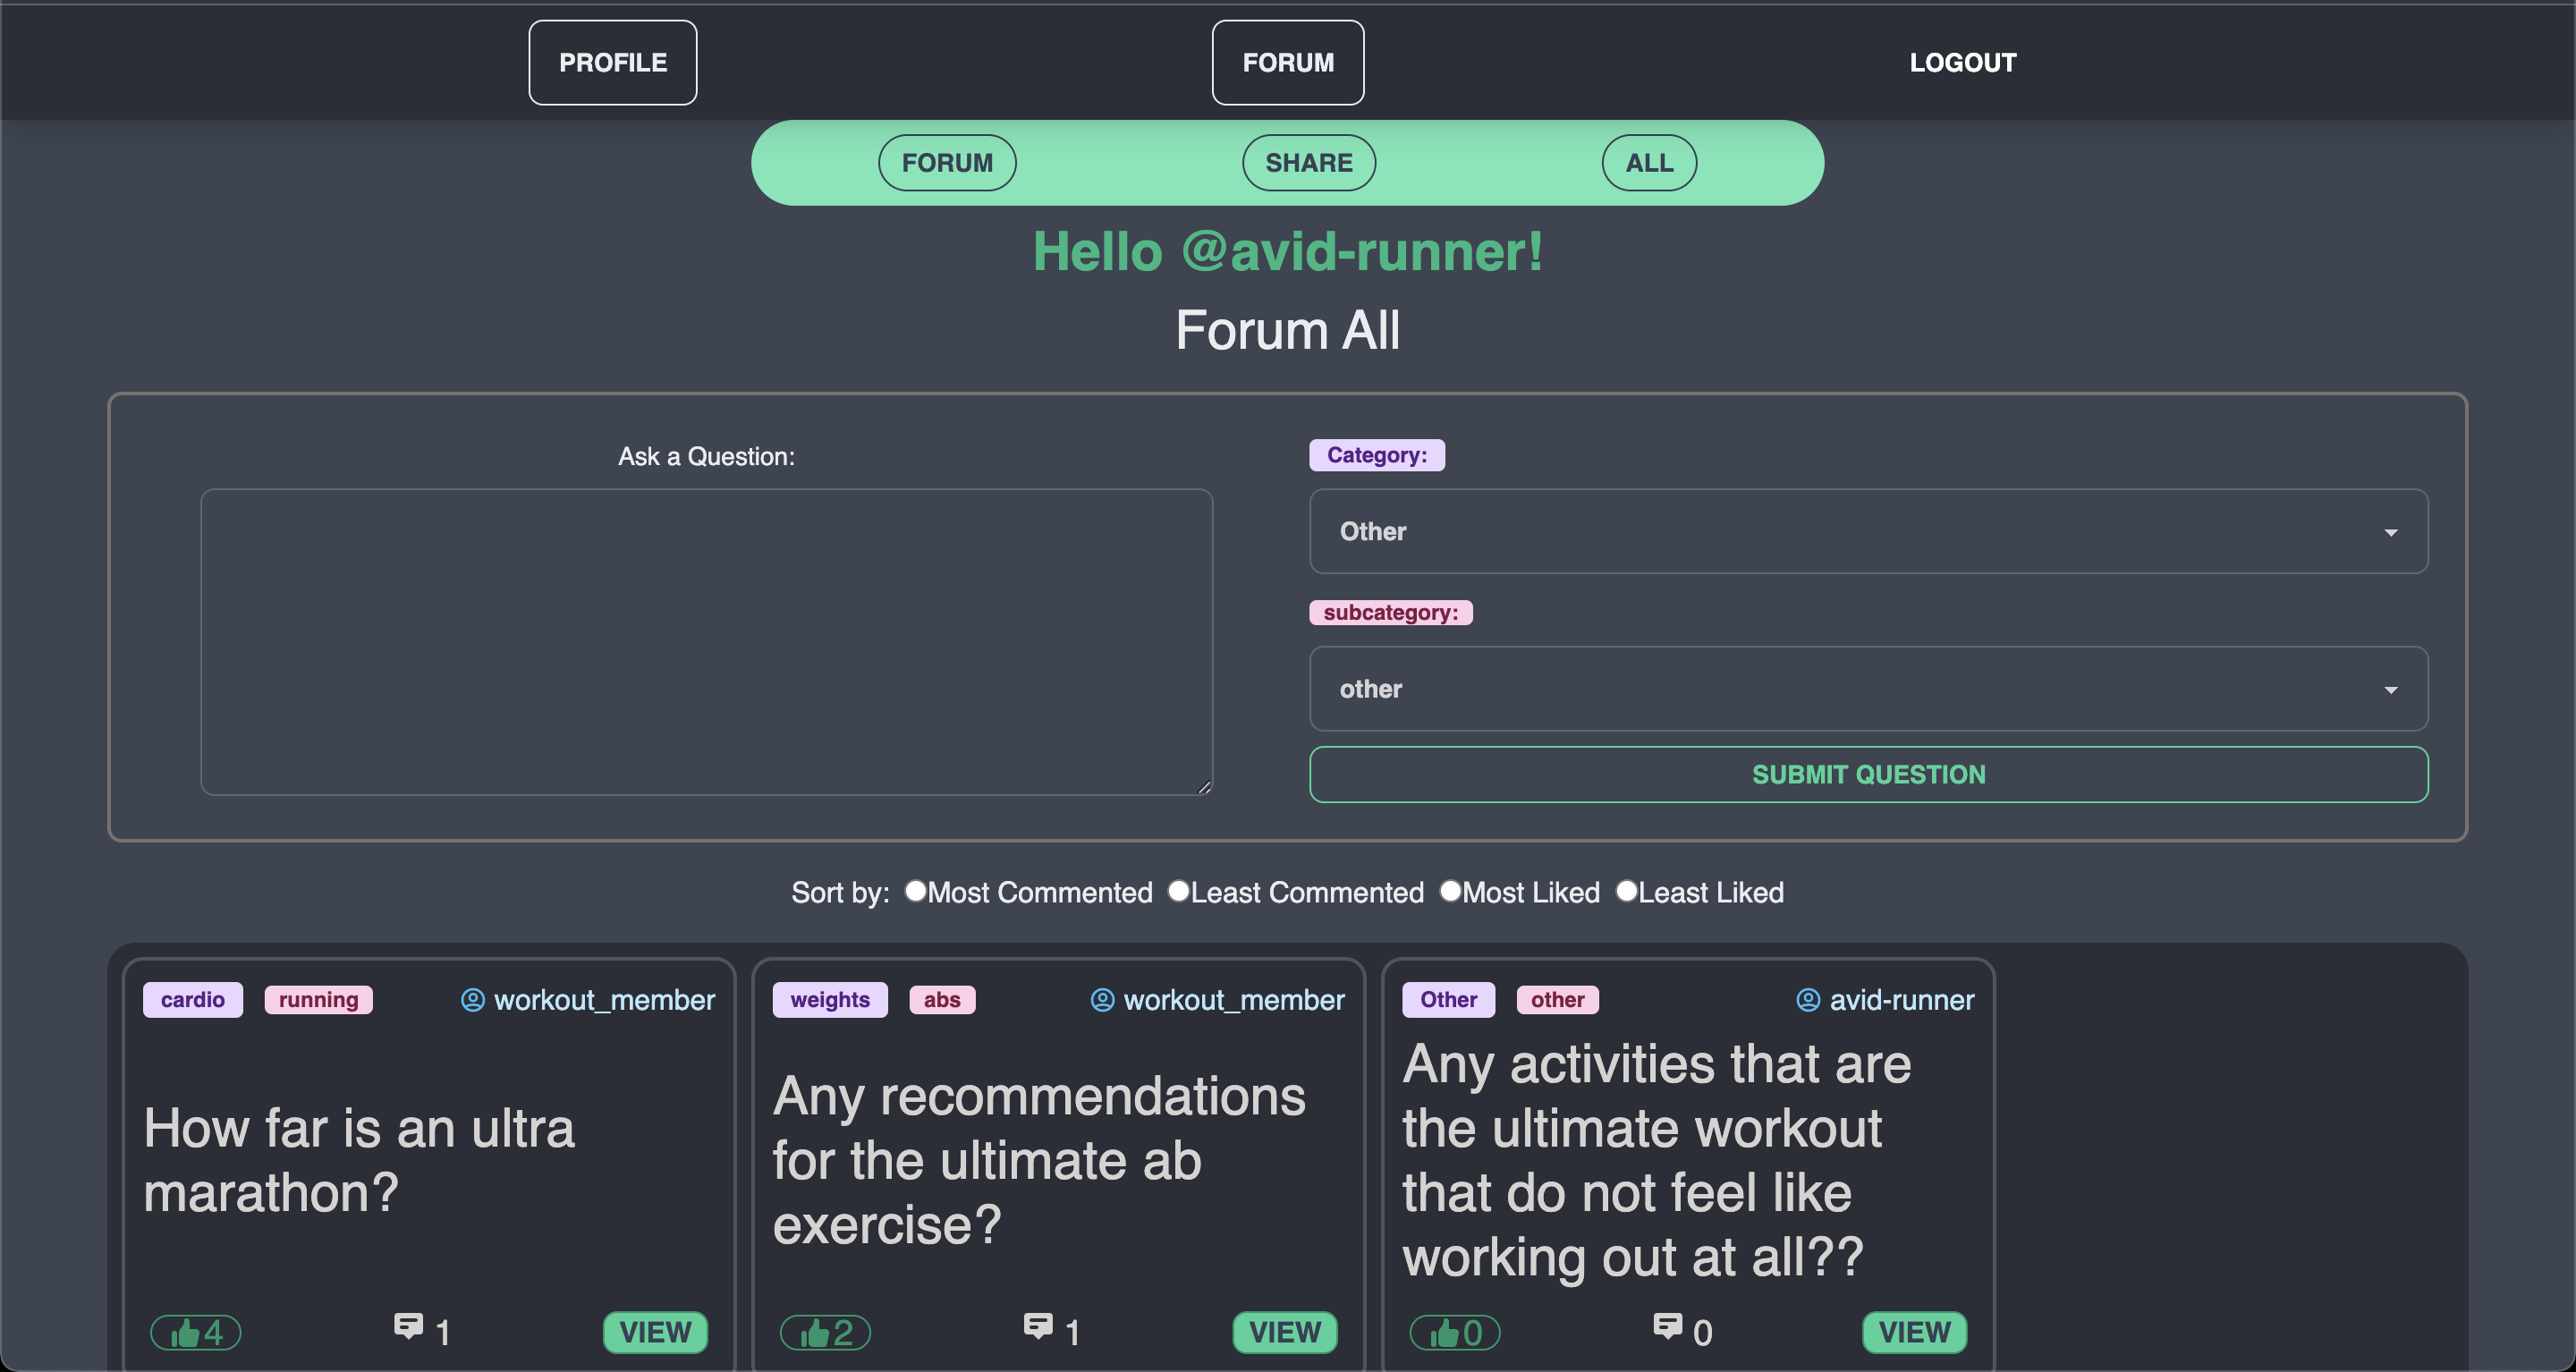 PROFILE FORUM LOGOUT
FORUM SHARE ALL
Hello @avid-runner!
Forum All
Ask a Question:
Category:
Other
subcategory:
other
SUBMIT QUESTION
Sort by: Most Commented Least Commented Most Liked Least Liked
cardio running workout_member
How far is an ultra
marathon?
4 1 VIEW
weights abs workout_member
Any recommendations
for the ultimate ab
exercise?
2 1 VIEW
Other other avid-runner
Any activities that are
the ultimate workout
that do not feel like
working out at all??
0 0 VIEW